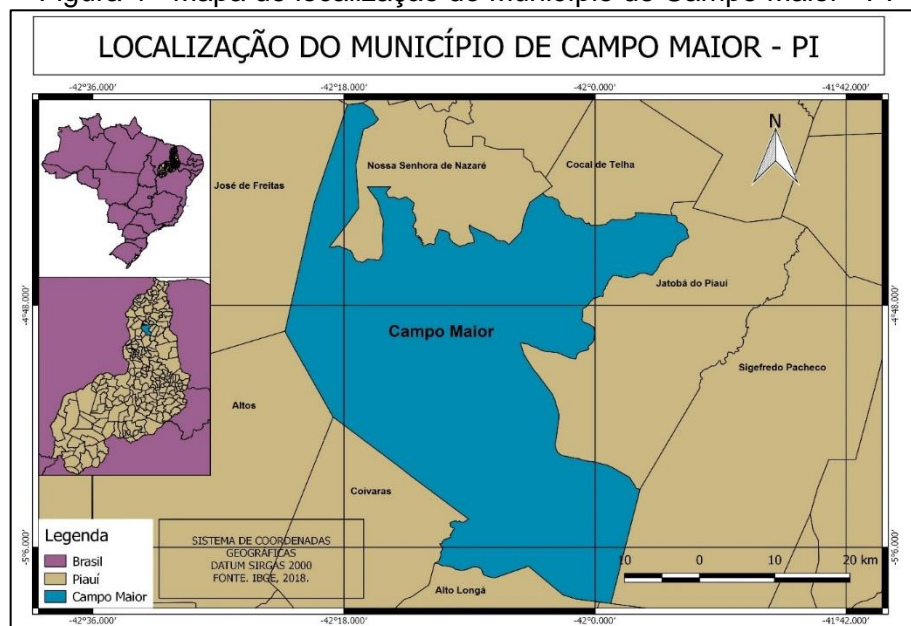 LOCALIZAÇÃO DO MUNICÍPIO DE CAMPO MAIOR - PI
-42°36.000' -42°18.000' -42°0.000' -41°42.000'
N
Nossa Senhora de Nazaré
Cocal de Telha
José de Freitas
Jatobá do Piauí
-4°48.000' -4°48.000'
Campo Maior
Sigefredo Pacheco
Altos
Coivaras
Legenda
Brasil
Piauí
Campo Maior
SISTEMA DE COORDENADAS
GEOGRÁFICAS
DATUM SIRGAS 2000
FONTE. IBGE, 2018.
-5°6.000' -5°6.000'
10 0 10 20 km
Alto Longá
-42°36.000' -42°18.000' -42°0.000' -41°42.000'